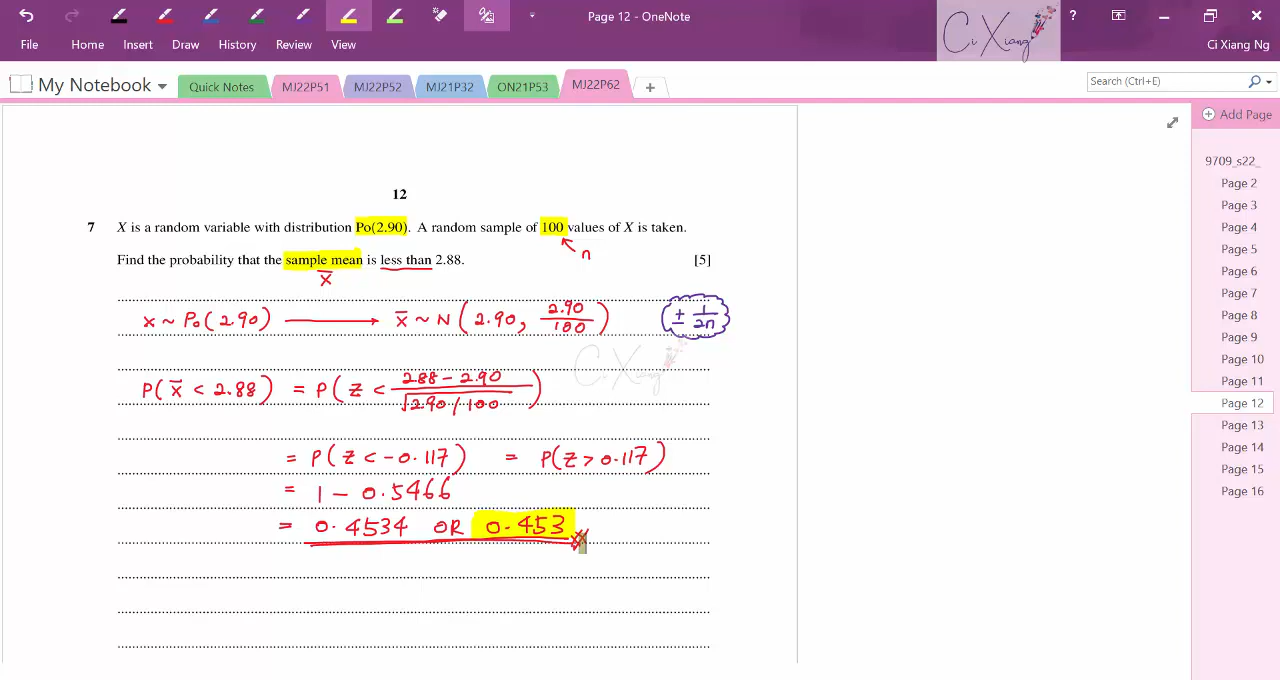 Page 12 - OneNote
Ci Xiang
?
File Home Insert Draw History Review View
Ci Xiang Ng
My Notebook
Quick Notes MJ22P51 MJ22P52 MJ21P32 ON21P53 MJ22P62
Search (Ctrl+E)
Add Page
9709_s22_
Page 2
Page 3
Page 4
Page 5
Page 6
Page 7
Page 8
Page 9
Page 10
Page 11
Page 12
Page 13
Page 14
Page 15
Page 16
12
7 X is a random variable with distribution Po(2.90). A random sample of 100 values of X is taken.
n
Find the probability that the sample mean is less than 2.88. [5]
x̄
x ~ Po(2.90) → x̄ ~ N(2.90, 2.90/100)
± 1/2n
Ci Xiang
P(x̄ < 2.88) = P(Z < (2.88 - 2.90)/√(2.90/100))
= P(Z < -0.117) = P(Z > 0.117)
= 1 - 0.5466
= 0.4534 OR 0.453